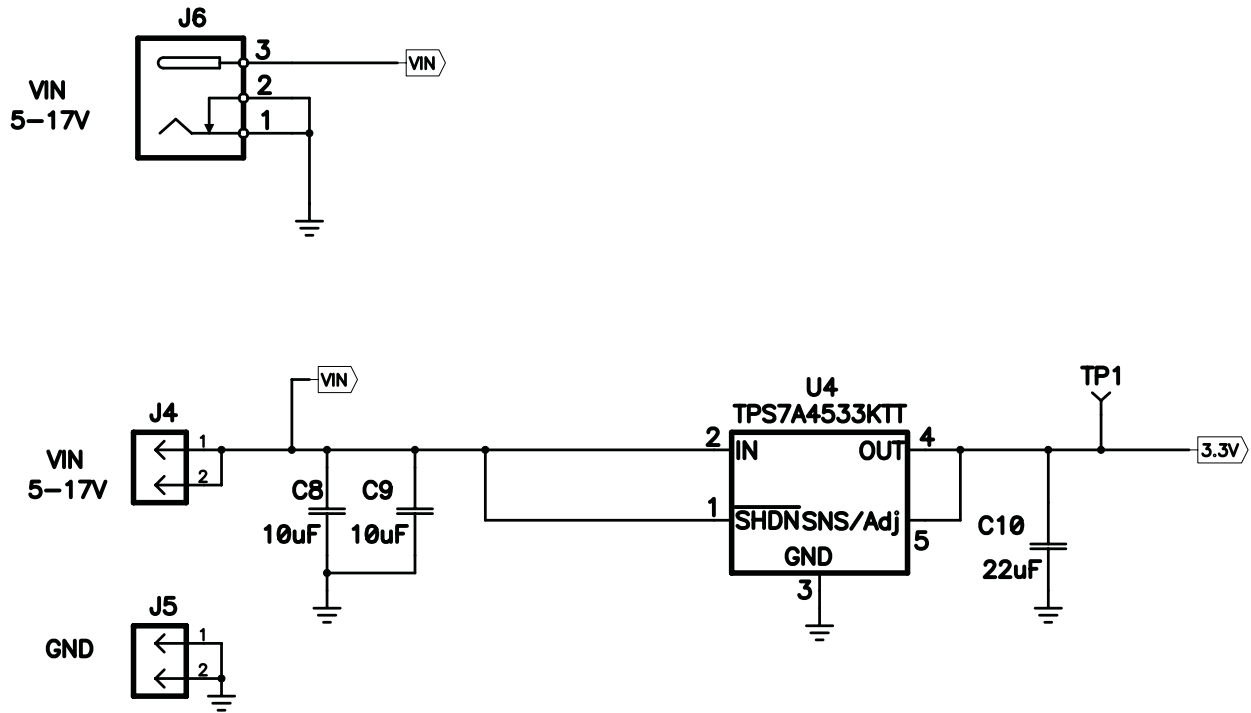 J6
3
VIN
2
VIN
5-17V
1
VIN
TP1
U4
TPS7A4533KTT
J4
1
2
IN
OUT
4
3.3V
VIN
5-17V
2
C8
C9
10uF
10uF
1
SHDN
SNS/Adj
5
C10
22uF
GND
3
J5
GND
1
2